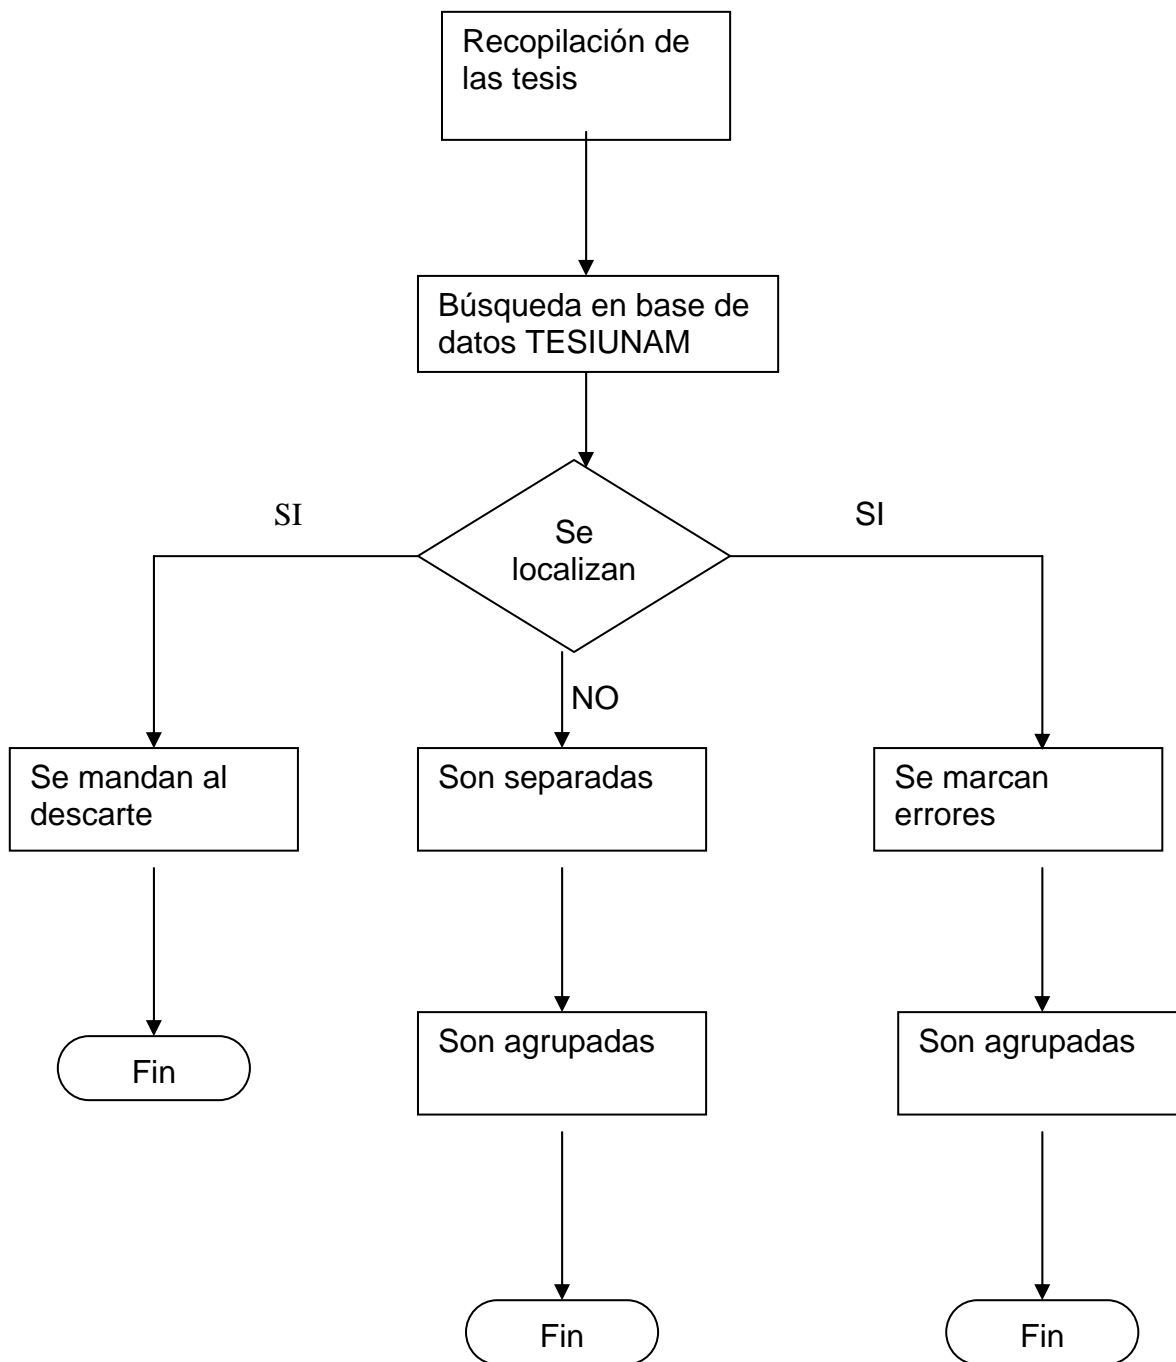 Recopilación de
las tesis
Búsqueda en base de
datos TESIUNAM
Se
localizan
SI
SI
NO
Se mandan al
descarte
Son separadas
Se marcan
errores
Son agrupadas
Son agrupadas
Fin
Fin
Fin